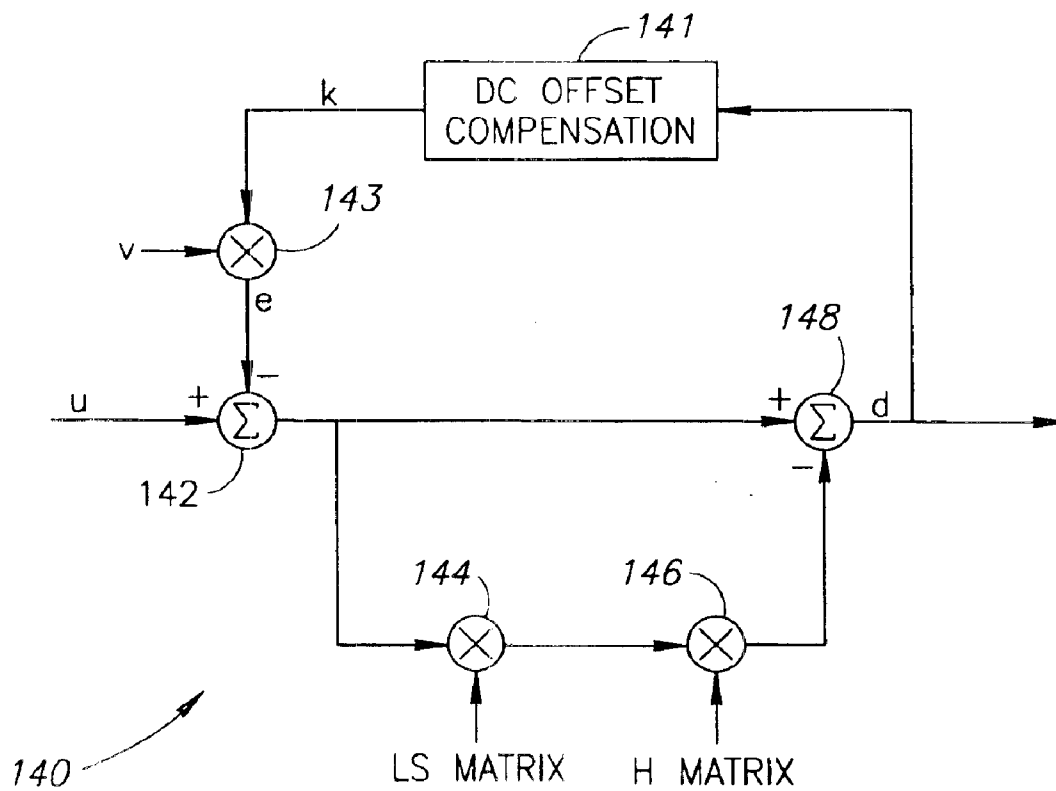 141
k
DC OFFSET
COMPENSATION
143
v
×
e
148
u
+
−
Σ
142
+
Σ
d
−
144
146
×
×
LS MATRIX
H MATRIX
140